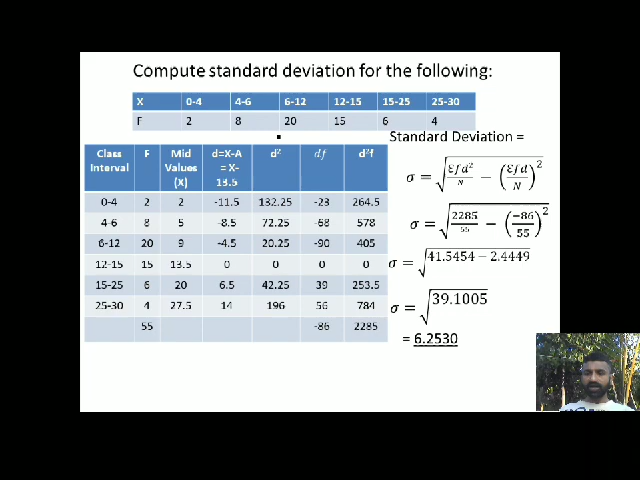 Compute standard deviation for the following:
X 0-4 4-6 6-12 12-15 15-25 25-30
F 2 8 20 15 6 4
Standard Deviation =
Class Interval F Mid Values (X) d=X-A = X-13.5 d² df d²f
0-4 2 2 -11.5 132.25 -23 264.5
4-6 8 5 -8.5 72.25 -68 578
6-12 20 9 -4.5 20.25 -90 405
12-15 15 13.5 0 0 0 0
15-25 6 20 6.5 42.25 39 253.5
25-30 4 27.5 14 196 56 784
55 -86 2285
σ = √(Ɛfd²/N − (Ɛfd/N)²)
σ = √(2285/55 − (−86/55)²)
σ = √(41.5454 − 2.4449)
σ = √39.1005
= 6.2530